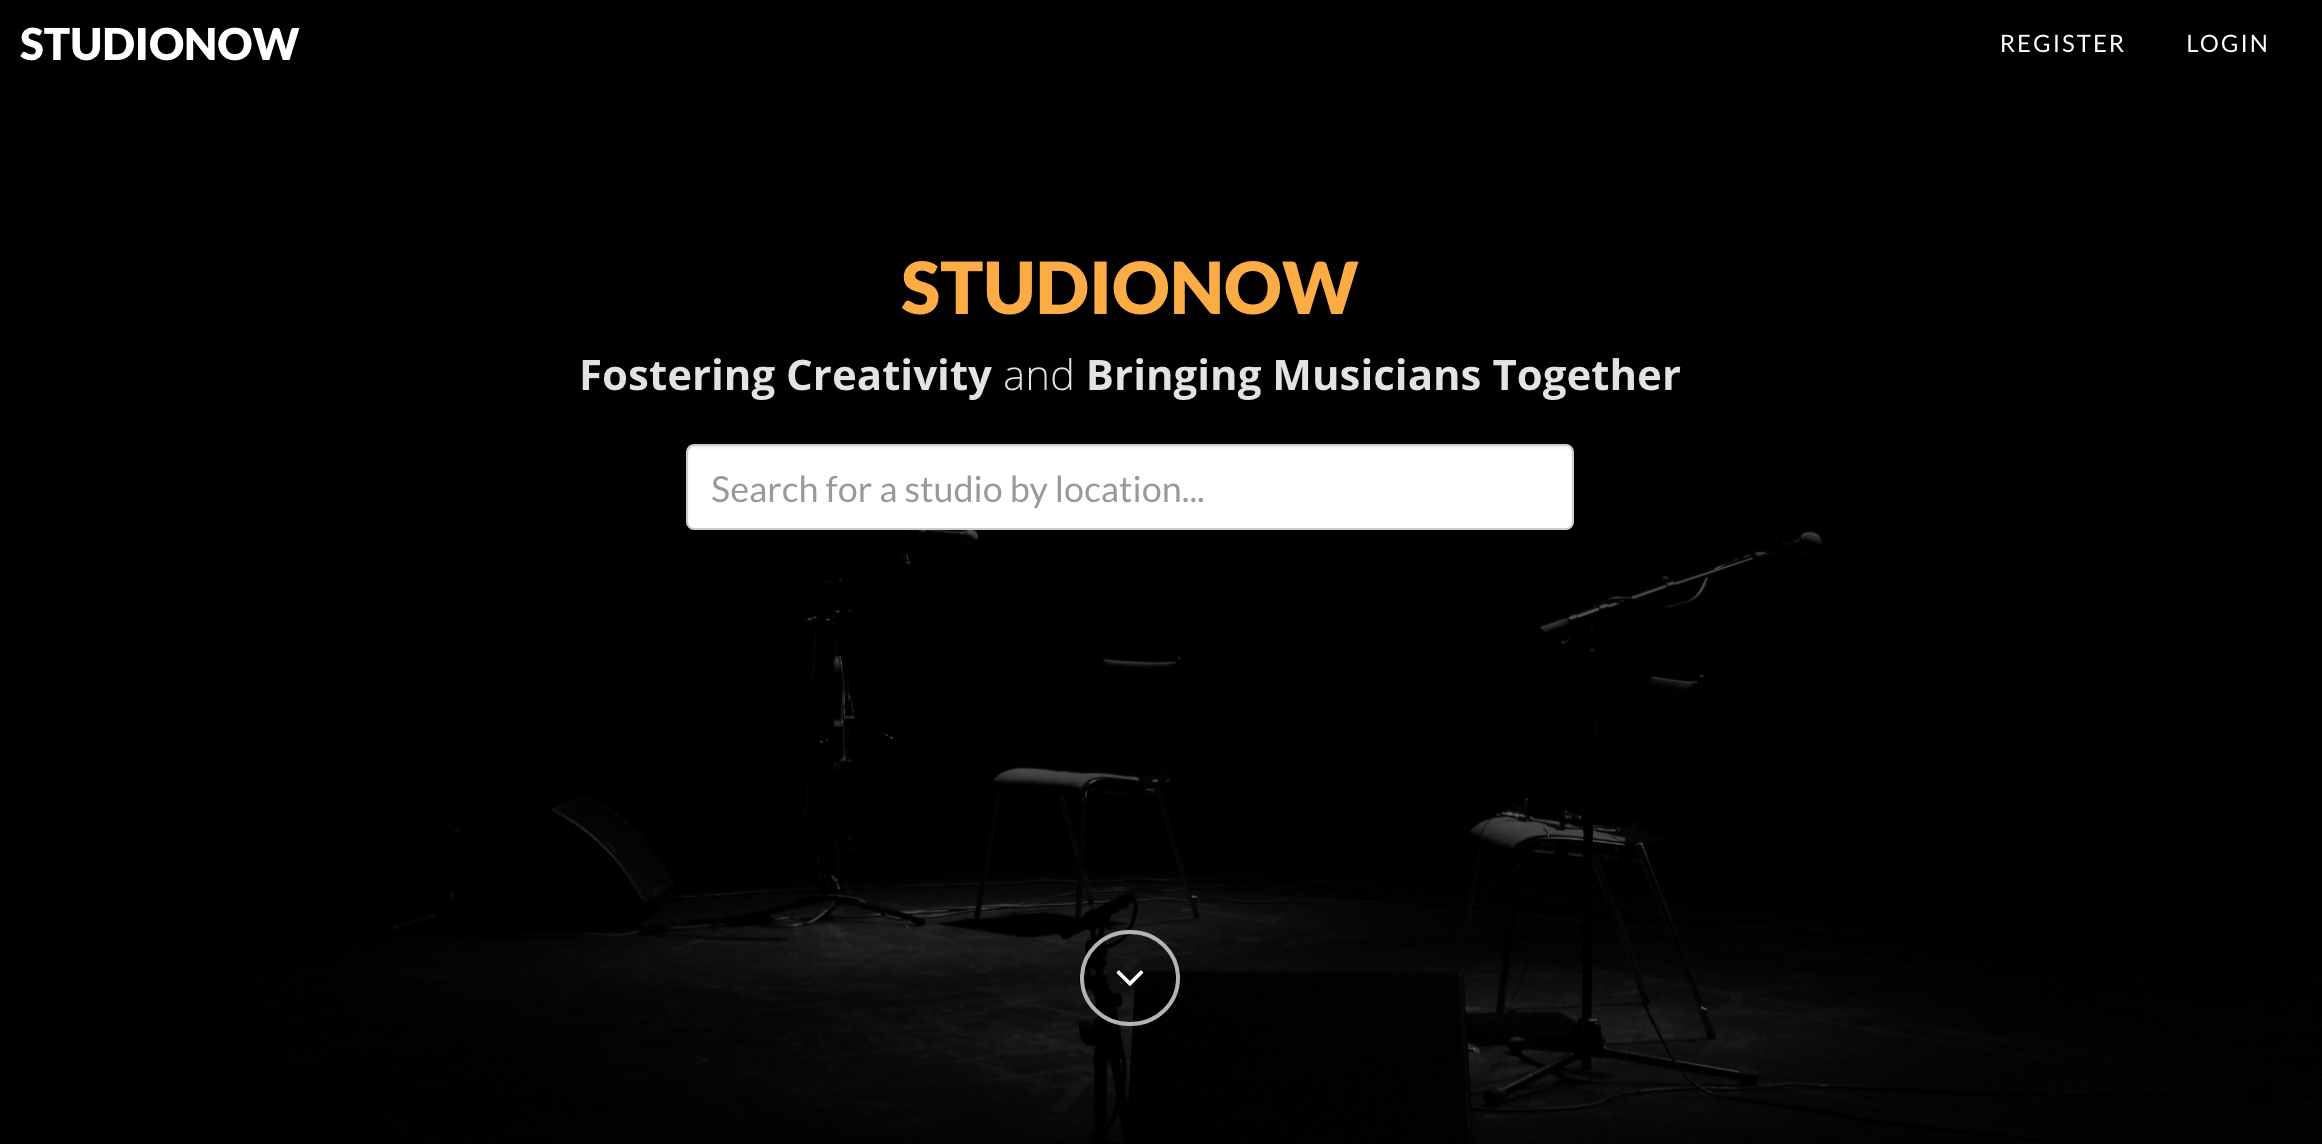 STUDIONOW
REGISTER LOGIN
STUDIONOW
Fostering Creativity and Bringing Musicians Together
Search for a studio by location...